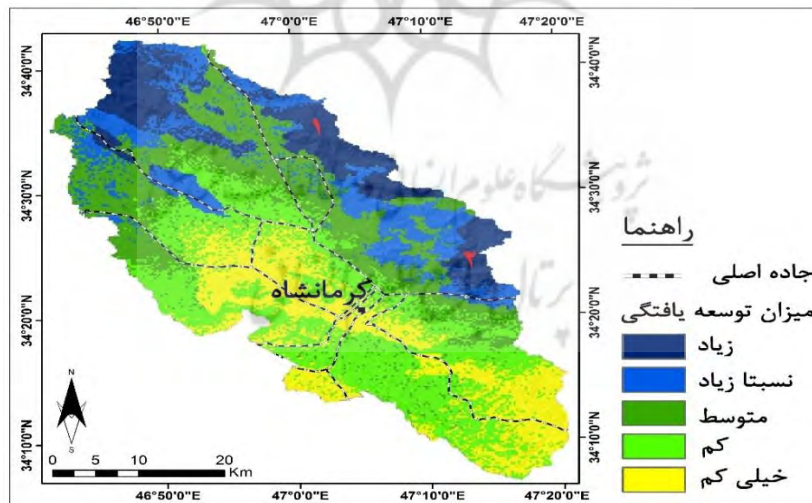 46°50'0"E 47°0'0"E 47°10'0"E 47°20'0"E
34°40'0"N 34°40'0"N
34°30'0"N 34°30'0"N
34°20'0"N 34°20'0"N
34°10'0"N 34°10'0"N
کرمانشاه
راهنما
جاده اصلی
میزان توسعه یافتگی
زیاد
نسبتا زیاد
متوسط
کم
خیلی کم
N
S
0 5 10 20
Km
46°50'0"E 47°0'0"E 47°10'0"E 47°20'0"E